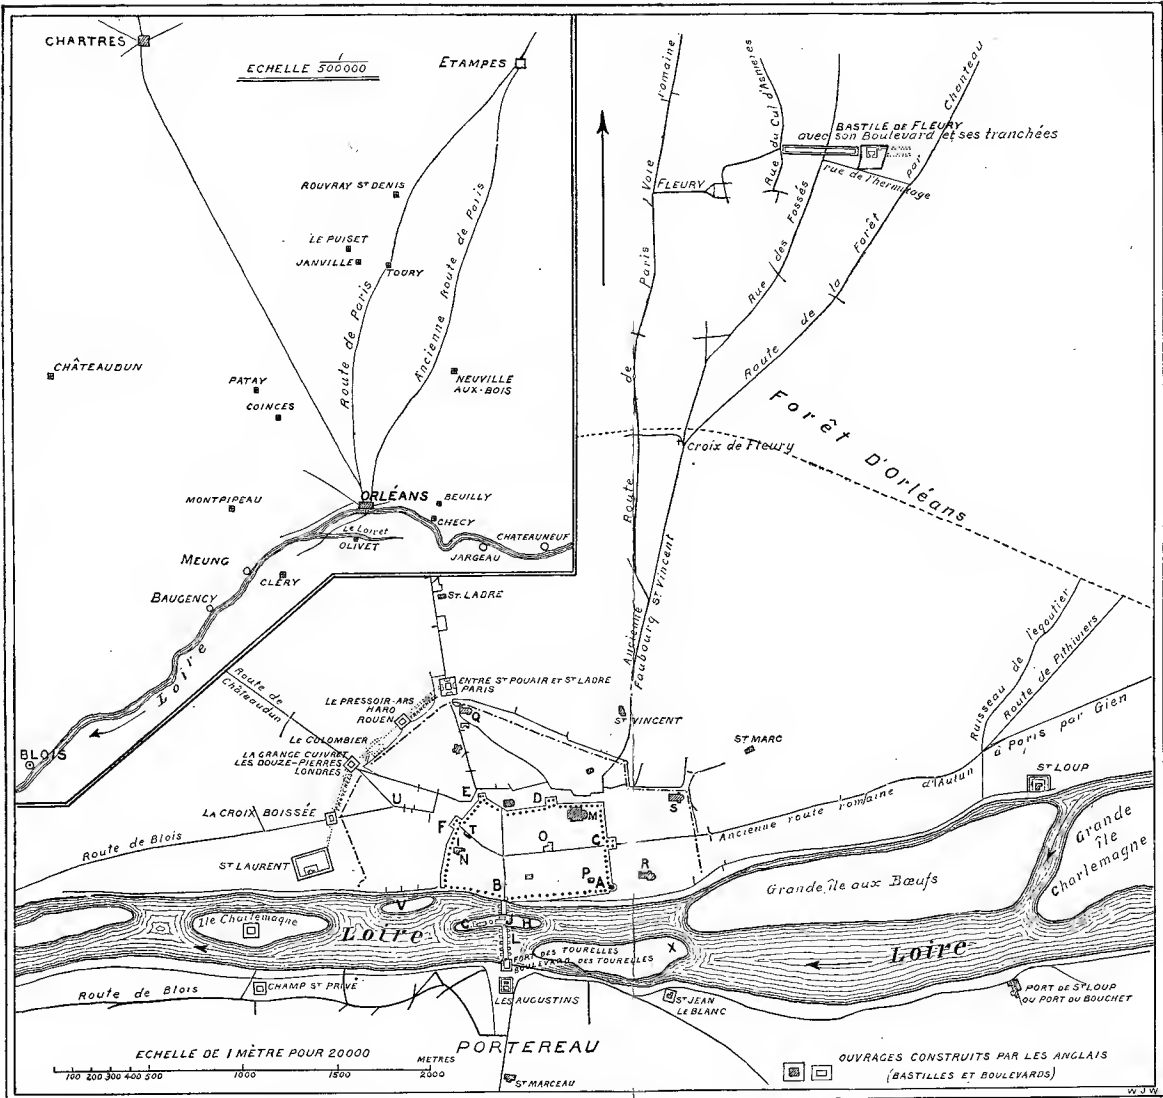 CHARTRES
ECHELLE 1/500000
ETAMPES
ROUVRAY ST DENIS
LE PUISET
JANVILLE
TOURY
Route de Paris
Ancienne Route de Paris
CHÂTEAUDUN
PATAY
COINCES
NEUVILLE
AUX-BOIS
MONTPIPEAU
ORLÉANS
BEUILLY
CHECY
Le Loiret
OLIVET
CHATEAUNEUF
JARGEAU
MEUNG
CLÉRY
BAUGENCY
Loire
BLOIS
Voie romaine
Rue du Cul d'Asnières
Chanteau
BASTILE DE FLEURY
avec son Boulevard et ses tranchées
FLEURY
rue de l'hermitage
Rue des Fossés
Route de la Forêt par
Ancienne Route de Paris
Croix de Fleury
Forêt D'Orléans
Faubourg St Vincent
ST. LADRE
ENTRE ST POUAIR ET ST LADRE
PARIS
Route de
Châteaudun
LE PRESSOIR-ARS
HARO
ROUEN
Q
ST VINCENT
ST MARC
Ruisseau de l'egoutier
Route de Pithiviers
à Paris par Gien
LE COLOMBIER
LA GRANGE CUIVRET
LES DOUZE-PIERRES
LONDRES
ST LOUP
LA CROIX BOISSÉE
U
E
D
M
S
F
T
O
C
I
N
P
A
R
B
Ancienne route romaine d'Autun
Route de Blois
ST LAURENT
Grande île aux Bœufs
Grande
île
Charlemagne
Ile Charlemagne
V
G
J
H
L
X
Loire
Loire
FORT DES TOURELLES
BOULEVARD DES TOURELLES
Route de Blois
CHAMP ST PRIVÉ
LES AUGUSTINS
ST JEAN
LE BLANC
PORT DE ST LOUP
OU PORT DU BOUCHET
PORTEREAU
ECHELLE DE 1 MÈTRE POUR 20000
METRES
100 200 300 400 500 1000 1500 2000
ST MARCEAU
OUVRAGES CONSTRUITS PAR LES ANGLAIS
(BASTILLES ET BOULEVARDS)
W J W